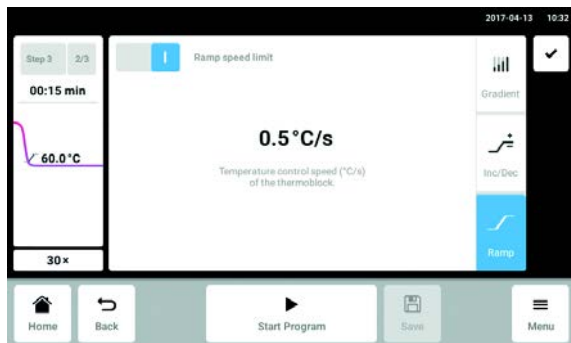 2017-04-13 10:32
Step 3 2/3
00:15 min
60.0°C
30×
Ramp speed limit
0.5°C/s
Temperature control speed (°C/s)
of the thermoblock.
Gradient
Inc/Dec
Ramp
Home
Back
Start Program
Save
Menu